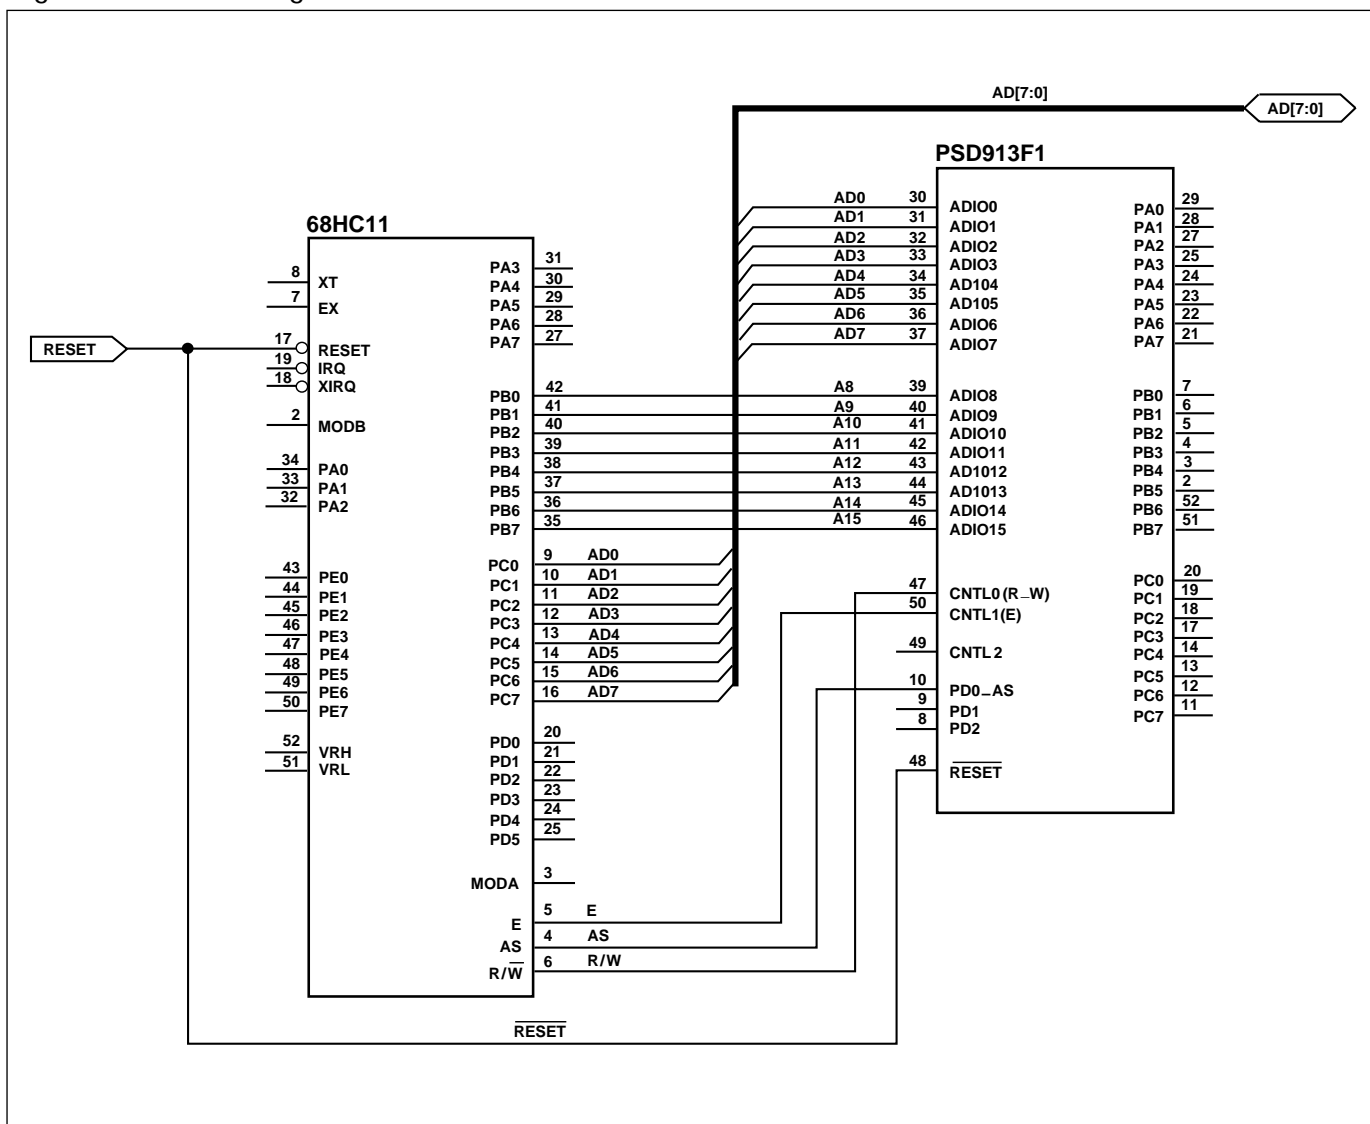 AD[7:0]
AD[7:0]
PSD913F1
68HC11
RESET
8 XT
7 EX
17 RESET
19 IRQ
18 XIRQ
2 MODB
34 PA0
33 PA1
32 PA2
43 PE0
44 PE1
45 PE2
46 PE3
47 PE4
48 PE5
49 PE6
50 PE7
52 VRH
51 VRL
PA3 31
PA4 30
PA5 29
PA6 28
PA7 27
PB0 42
PB1 41
PB2 40
PB3 39
PB4 38
PB5 37
PB6 36
PB7 35
PC0 9 AD0
PC1 10 AD1
PC2 11 AD2
PC3 12 AD3
PC4 13 AD4
PC5 14 AD5
PC6 15 AD6
PC7 16 AD7
PD0 20
PD1 21
PD2 22
PD3 23
PD4 24
PD5 25
MODA 3
E 5 E
AS 4 AS
R/W 6 R/W
AD0 30 ADIO0
AD1 31 ADIO1
AD2 32 ADIO2
AD3 33 ADIO3
AD4 34 AD104
AD5 35 AD105
AD6 36 ADIO6
AD7 37 ADIO7
A8 39 ADIO8
A9 40 ADIO9
A10 41 ADIO10
A11 42 ADIO11
A12 43 AD1012
A13 44 AD1013
A14 45 ADIO14
A15 46 ADIO15
47 CNTL0(R_W)
50 CNTL1(E)
49 CNTL2
10 PD0_AS
9 PD1
8 PD2
48 RESET
PA0 29
PA1 28
PA2 27
PA3 25
PA4 24
PA5 23
PA6 22
PA7 21
PB0 7
PB1 6
PB2 5
PB3 4
PB4 3
PB5 2
PB6 52
PB7 51
PC0 20
PC1 19
PC2 18
PC3 17
PC4 14
PC5 13
PC6 12
PC7 11
RESET